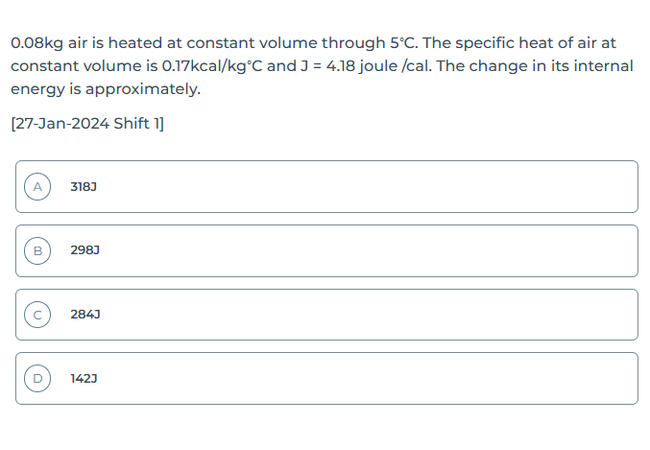 0.08kg air is heated at constant volume through 5°C. The specific heat of air at
constant volume is 0.17kcal/kg°C and J = 4.18 joule /cal. The change in its internal
energy is approximately.
[27-Jan-2024 Shift 1]
A 318J
B 298J
C 284J
D 142J